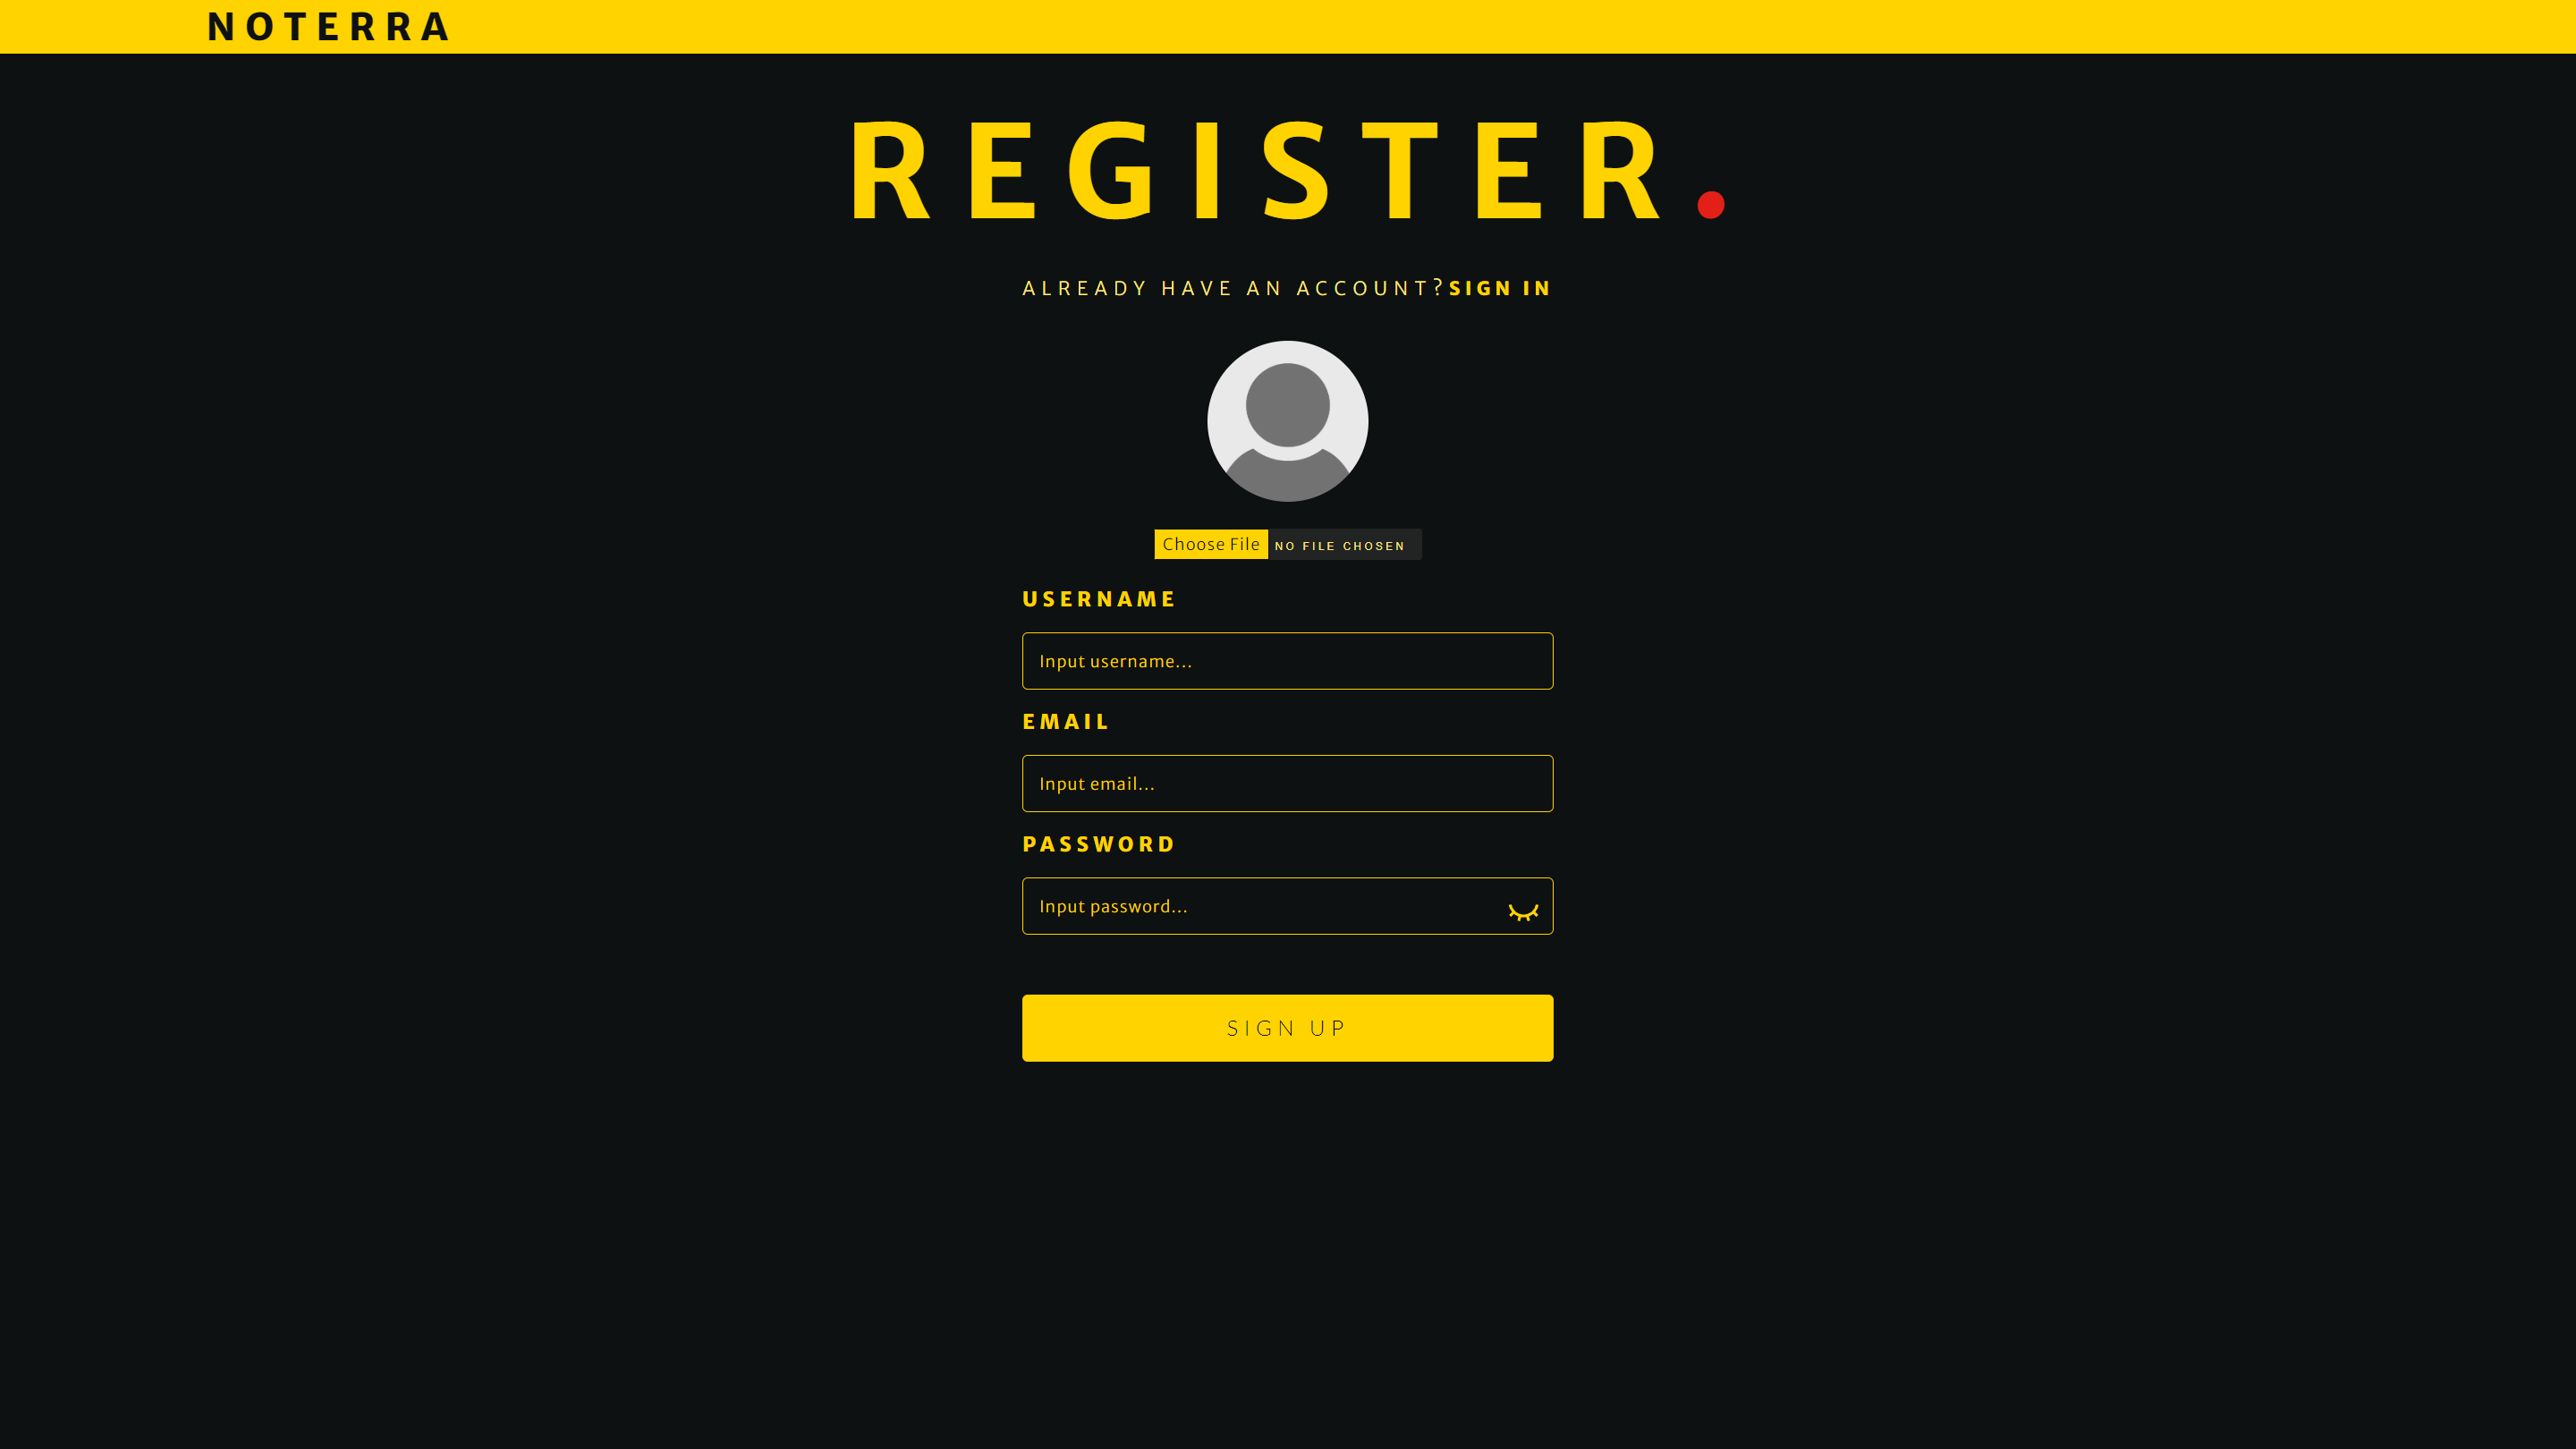 NOTERRA
REGISTER.
ALREADY HAVE AN ACCOUNT?SIGN IN
Choose File NO FILE CHOSEN
USERNAME
Input username...
EMAIL
Input email...
PASSWORD
Input password...
SIGN UP